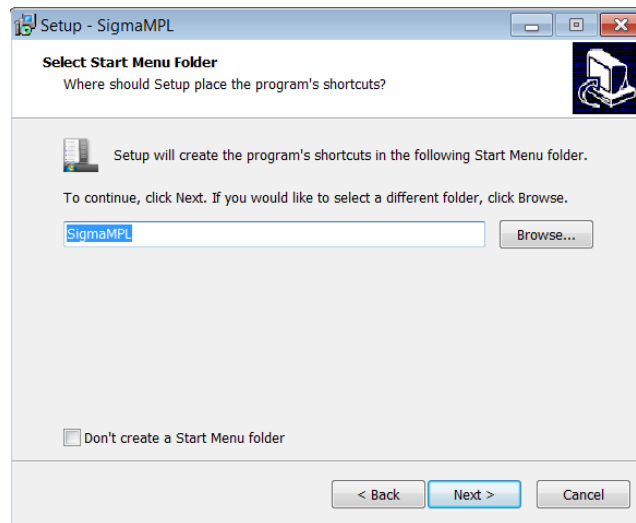 Setup - SigmaMPL
Select Start Menu Folder
Where should Setup place the program's shortcuts?
Setup will create the program's shortcuts in the following Start Menu folder.
To continue, click Next. If you would like to select a different folder, click Browse.
SigmaMPL
Browse...
Don't create a Start Menu folder
< Back
Next >
Cancel